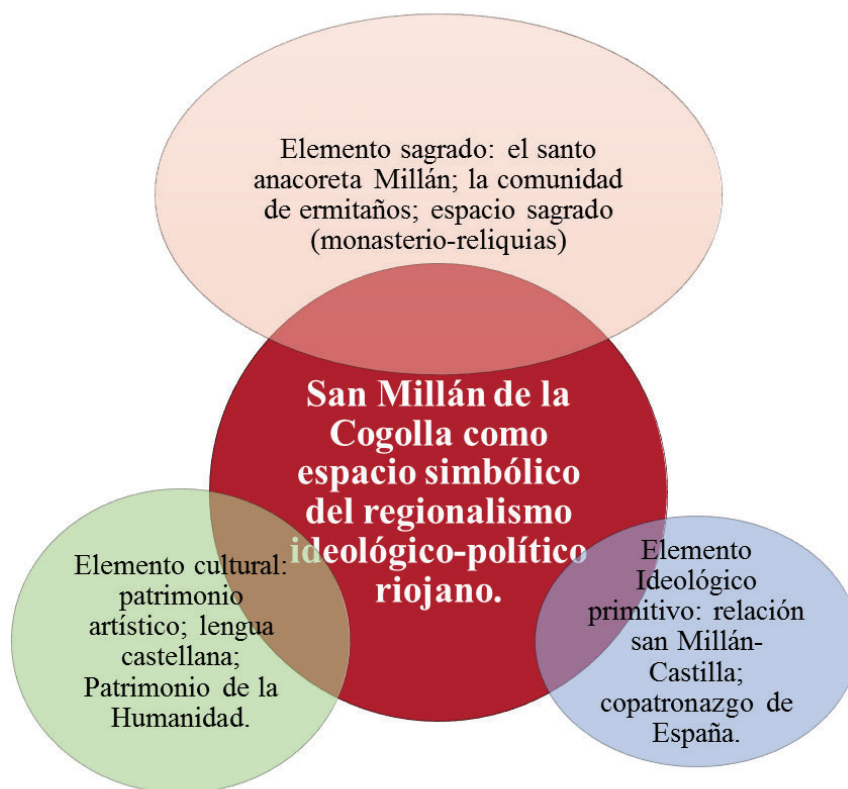 Elemento sagrado: el santo
anacoreta Millán; la comunidad
de ermitaños; espacio sagrado
(monasterio-reliquias)
San Millán de la
Cogolla como
espacio simbólico
del regionalismo
ideológico-político
riojano.
Elemento cultural:
patrimonio
artístico; lengua
castellana;
Patrimonio de la
Humanidad.
Elemento
Ideológico
primitivo: relación
san Millán-
Castilla;
copatronazgo de
España.